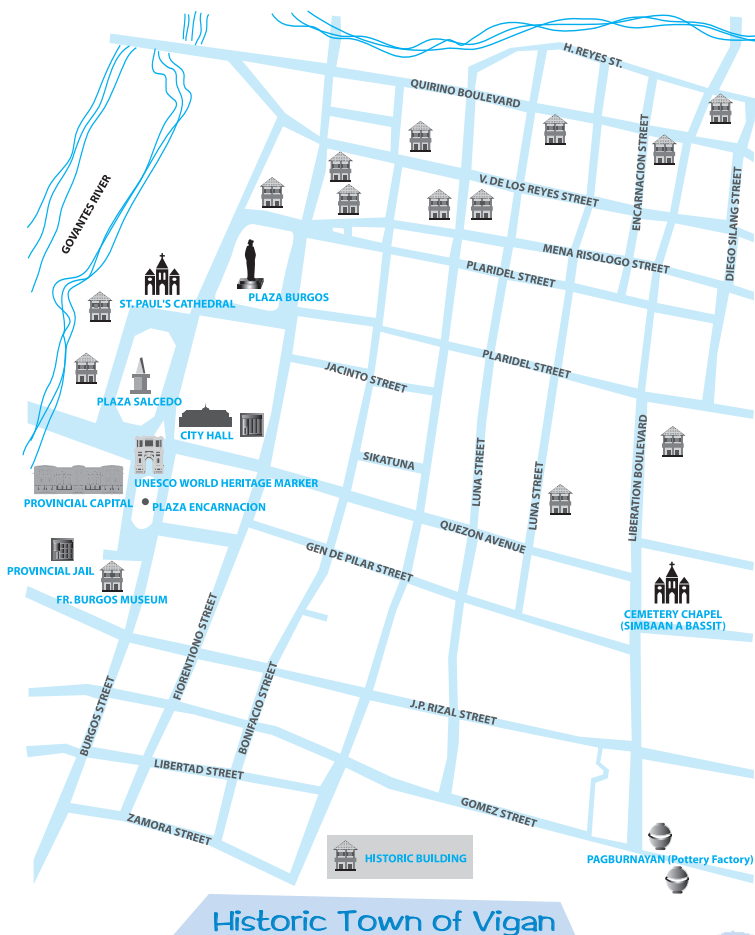 H. REYES ST.
QUIRINO BOULEVARD
ENCARNACION STREET
V. DE LOS REYES STREET
DIEGO SILANG STREET
GOVANTES RIVER
MENA RISOLOGO STREET
PLARIDEL STREET
ST. PAUL'S CATHEDRAL
PLAZA BURGOS
PLARIDEL STREET
JACINTO STREET
PLAZA SALCEDO
CITY HALL
SIKATUNA
LUNA STREET
LUNA STREET
LIBERATION BOULEVARD
UNESCO WORLD HERITAGE MARKER
PROVINCIAL CAPITAL
PLAZA ENCARNACION
QUEZON AVENUE
GEN DE PILAR STREET
PROVINCIAL JAIL
FR. BURGOS MUSEUM
CEMETERY CHAPEL
(SIMBAAN A BASSIT)
FIORENTIONO STREET
BONIFACIO STREET
BURGOS STREET
J.P. RIZAL STREET
LIBERTAD STREET
GOMEZ STREET
ZAMORA STREET
HISTORIC BUILDING
PAGBURNAYAN (Pottery Factory)
Historic Town of Vigan